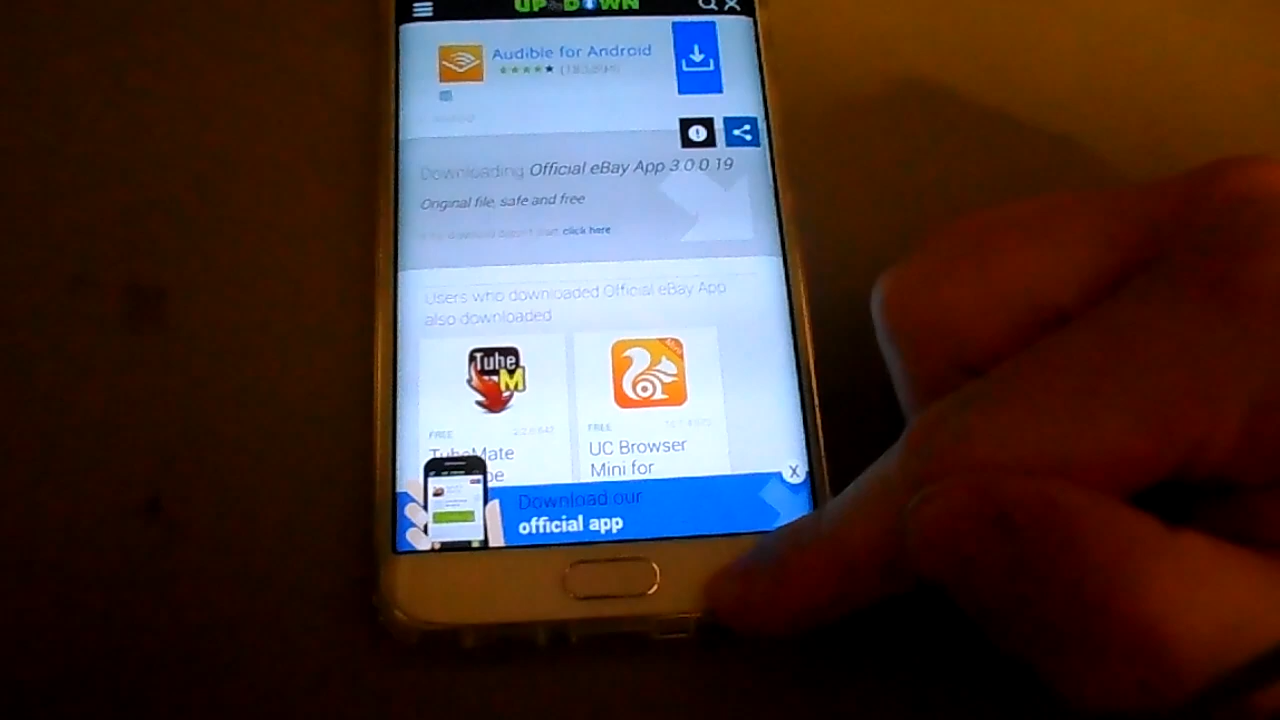 UPTODOWN
Audible for Android
Downloading Official eBay App 3.0.0.19
Original file, safe and free
click here
Users who downloaded Official eBay App
also downloaded
Tube
M
Mini
FREE
FREE
TubeMate
UC Browser
Mini for
X
Download our
official app